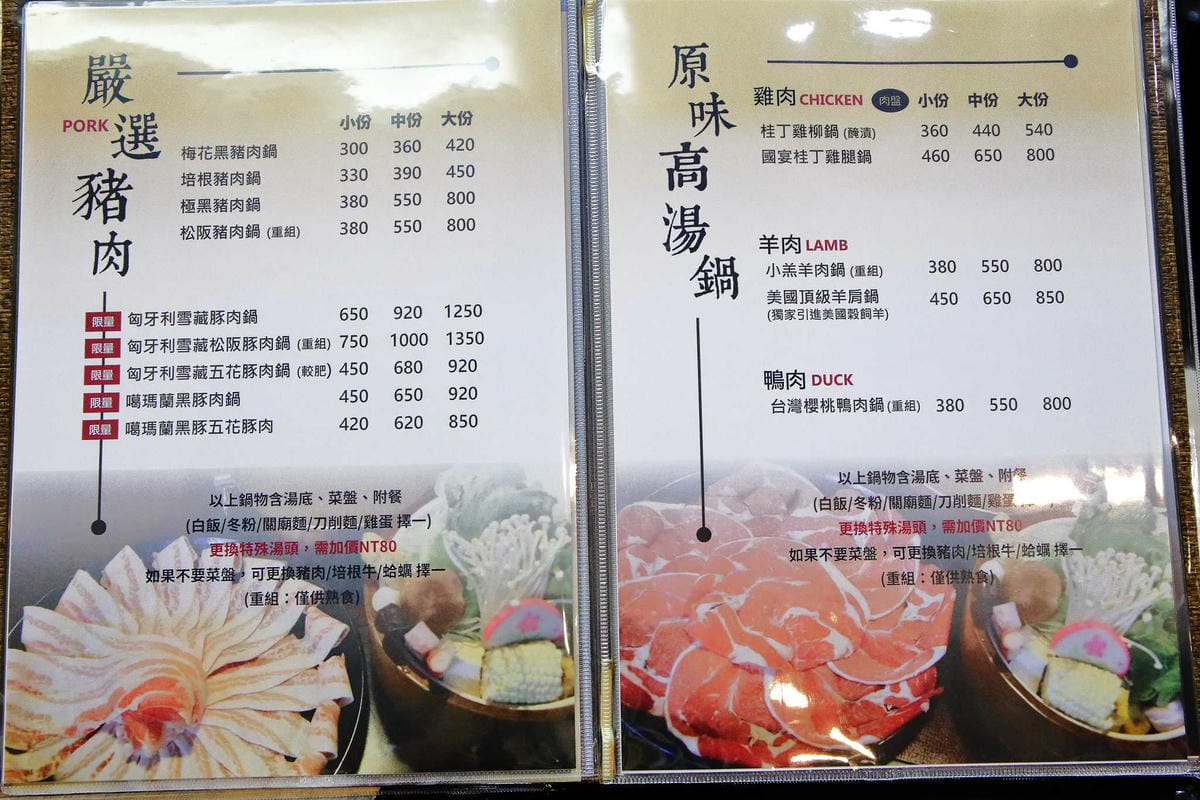 嚴選豬肉
PORK
小份 中份 大份
梅花黑豬肉鍋 300 360 420
培根豬肉鍋 330 390 450
極黑豬肉鍋 380 550 800
松阪豬肉鍋 (重組) 380 550 800
限量 匈牙利雪藏豚肉鍋 650 920 1250
限量 匈牙利雪藏松阪豚肉鍋 (重組) 750 1000 1350
限量 匈牙利雪藏五花豚肉鍋 (較肥) 450 680 920
限量 噶瑪蘭黑豚肉鍋 450 650 920
限量 噶瑪蘭黑豚五花豚肉 420 620 850
以上鍋物含湯底、菜盤、附餐
(白飯/冬粉/關廟麵/刀削麵/雞蛋 擇一)
更換特殊湯頭，需加價NT80
如果不要菜盤，可更換豬肉/培根牛/蛤蠣 擇一
(重組：僅供熟食)
原味高湯鍋
雞肉 CHICKEN 肉盤 小份 中份 大份
桂丁雞柳鍋 (醃漬) 360 440 540
國宴桂丁雞腿鍋 460 650 800
羊肉 LAMB
小羔羊肉鍋 (重組) 380 550 800
美國頂級羊肩鍋 450 650 850
(獨家引進美國穀飼羊)
鴨肉 DUCK
台灣櫻桃鴨肉鍋 (重組) 380 550 800
以上鍋物含湯底、菜盤、附餐
(白飯/冬粉/關廟麵/刀削麵/雞蛋
更換特殊湯頭，需加價NT80
如果不要菜盤，可更換豬肉/培根牛/蛤蠣 擇一
(重組：僅供熟食)